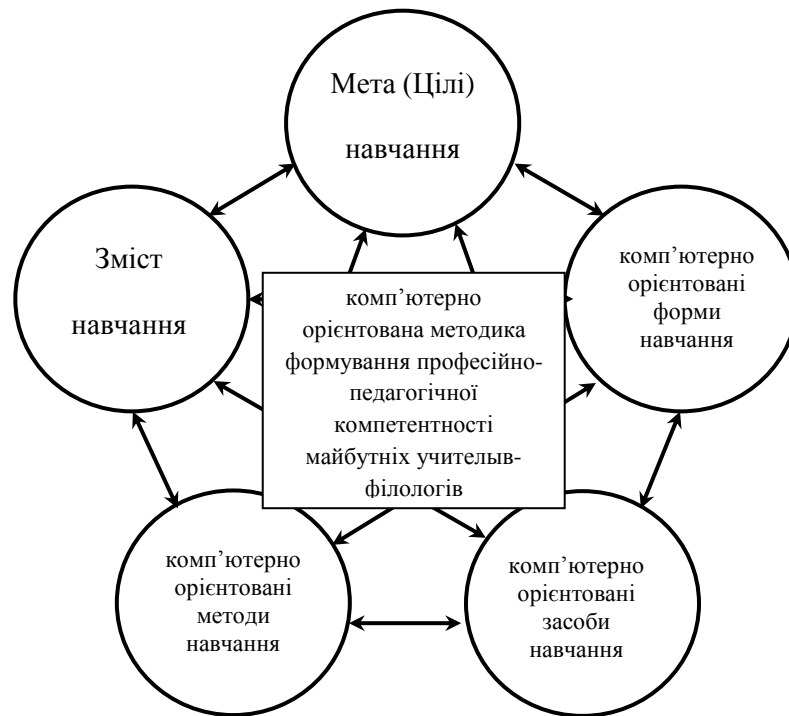 Мета (Цілі)
навчання
Зміст
навчання
комп’ютерно
орієнтовані
форми
навчання
комп’ютерно
орієнтована методика
формування професійно-
педагогічної
компетентності
майбутніх учителыв-
філологів
комп’ютерно
орієнтовані
методи
навчання
комп’ютерно
орієнтовані
засоби
навчання